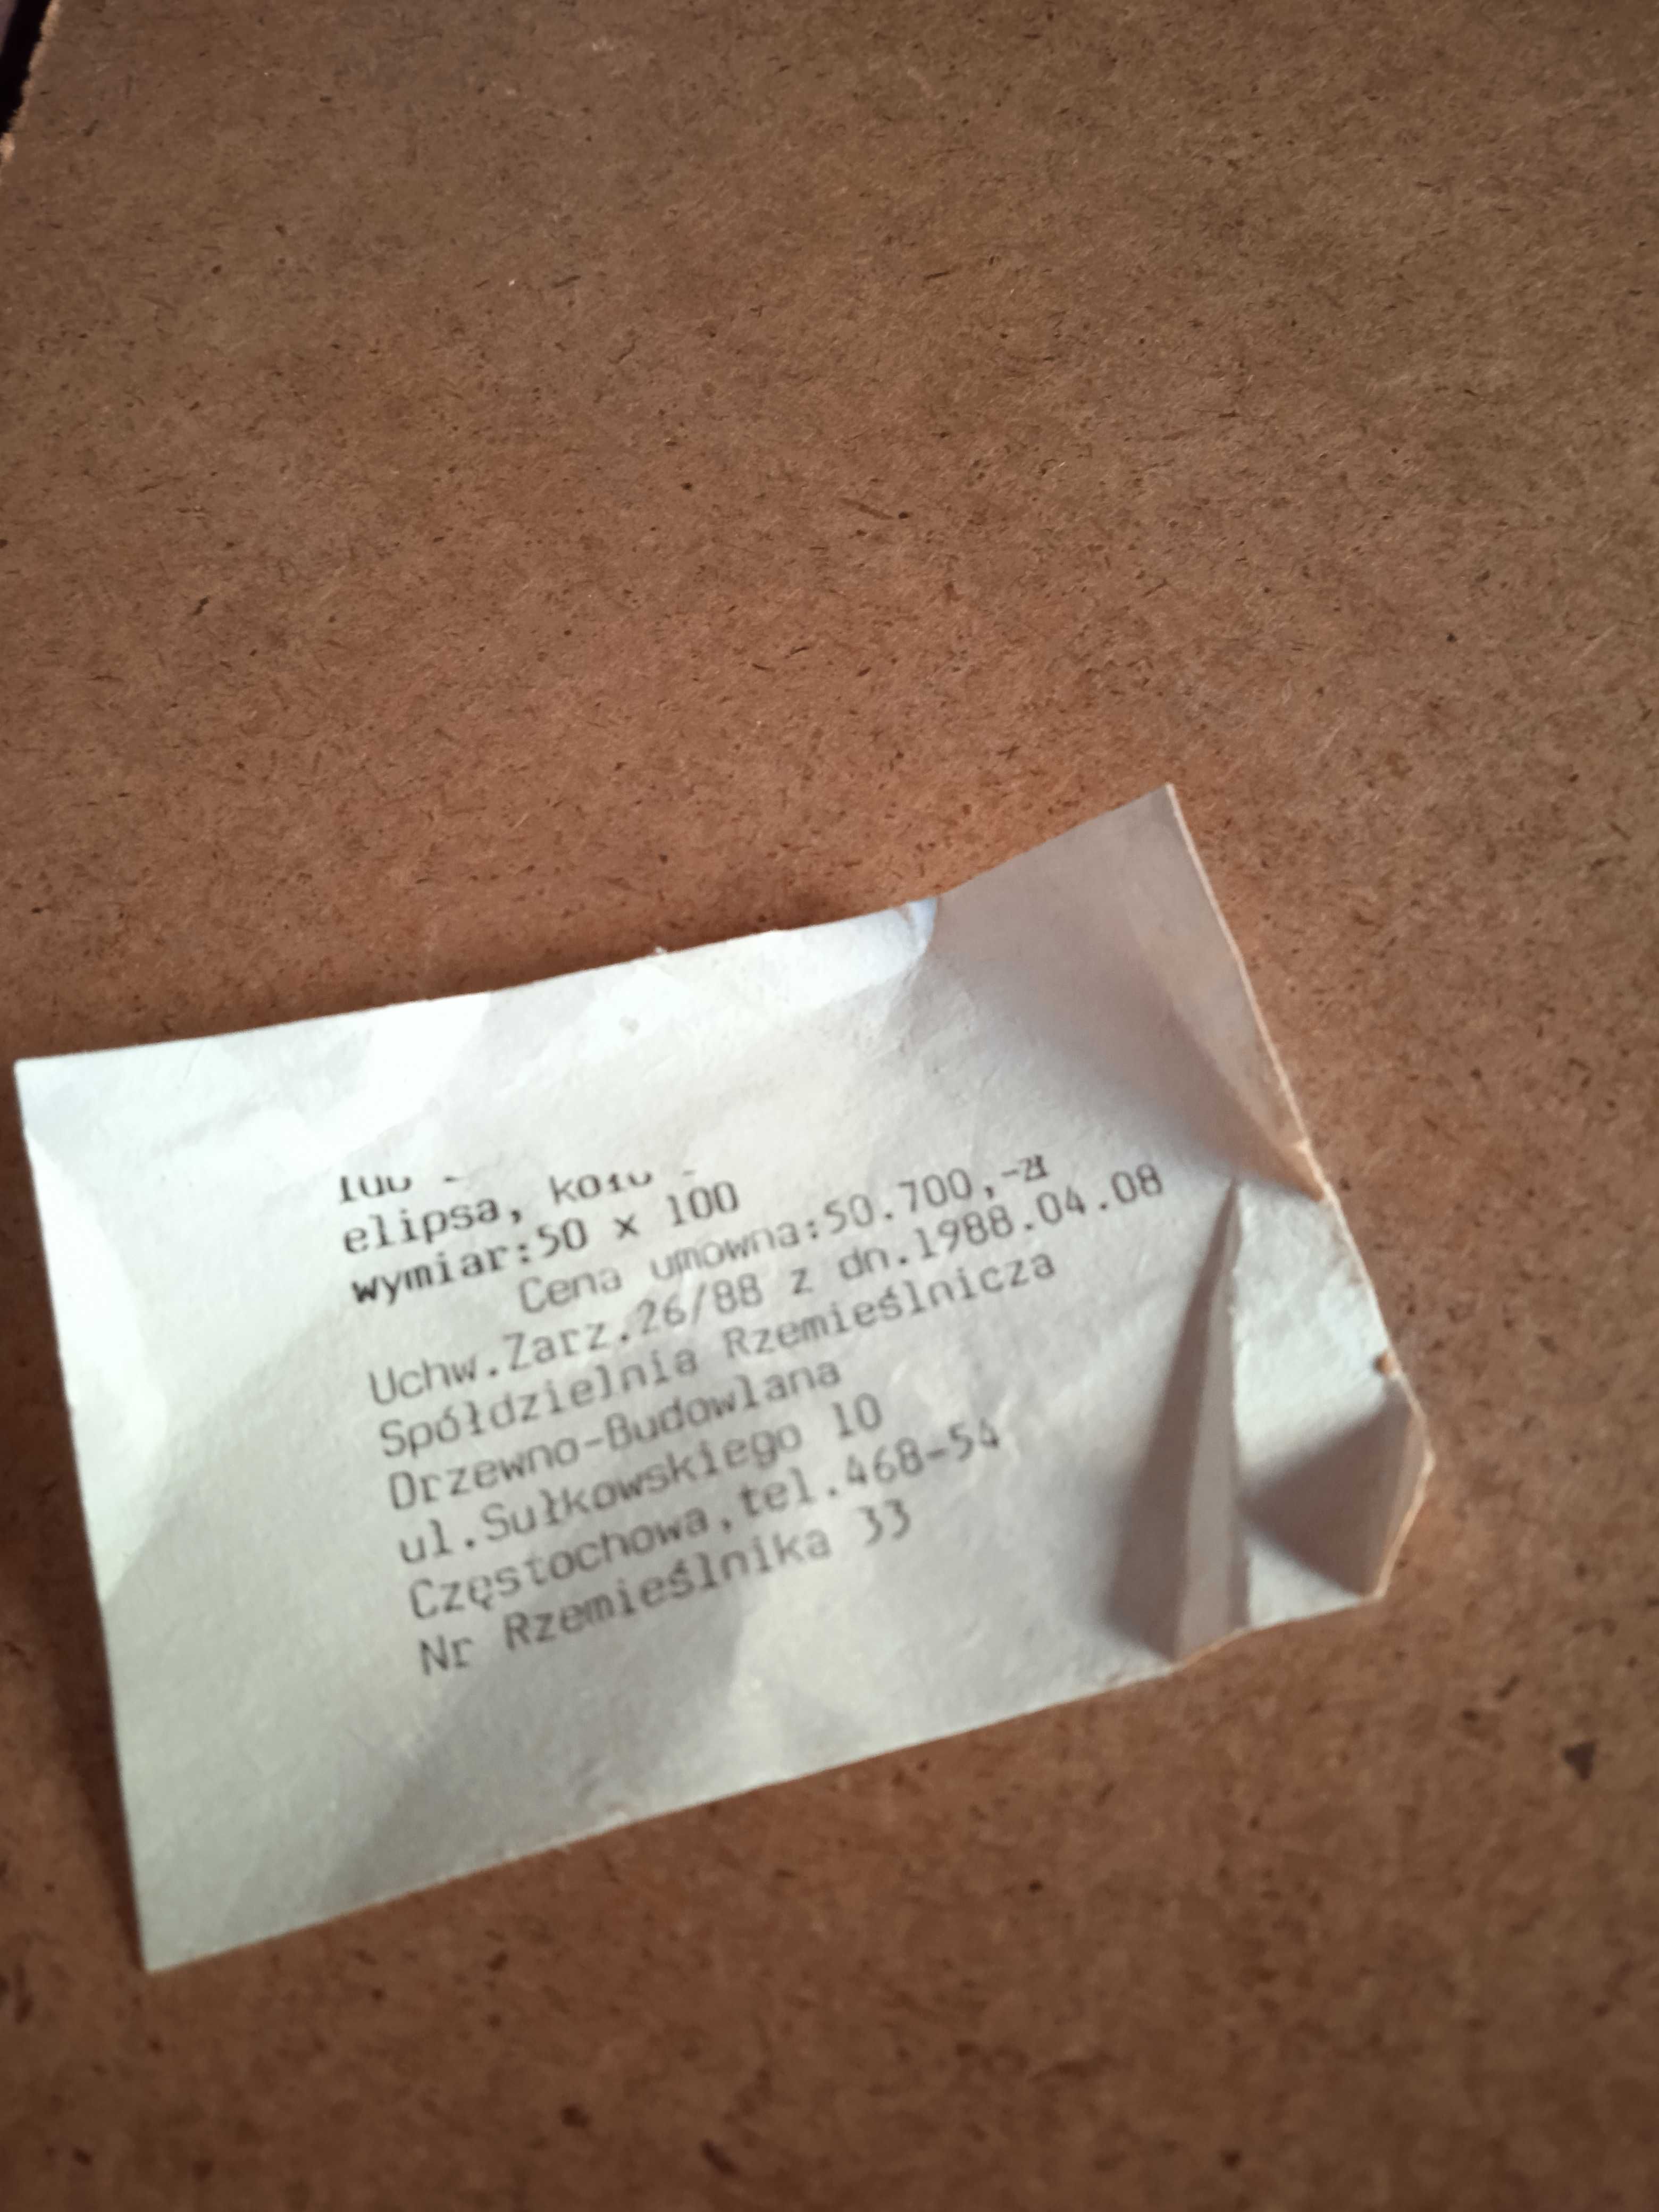 elipsa, koło
wymiar:50 x 100
Cena umowna:50.700,-zł
Uchw.Zarz.26/88 z dn.1988.04.08
Spółdzielnia Rzemieślnicza
Drzewno-Budowlana
ul.Sułkowskiego 10
Częstochowa,tel.468-54
Nr Rzemieślnika 33